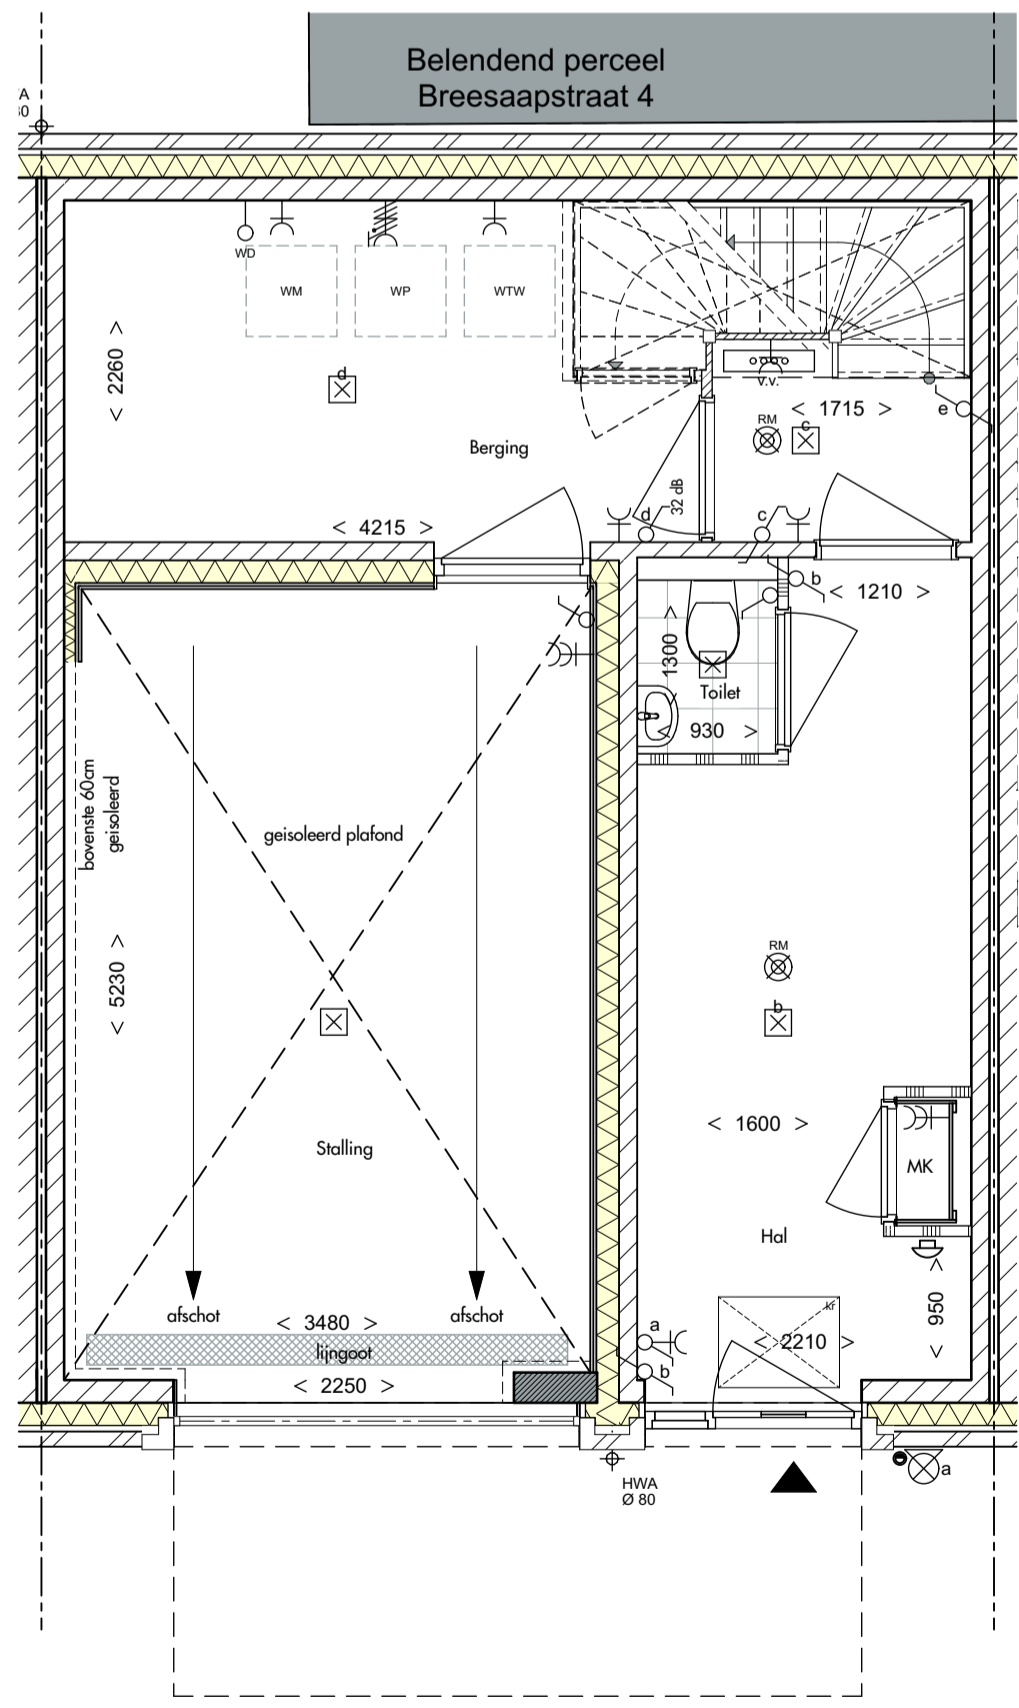 Belendend perceel
Breesaapstraat 4
WD
WM
WP
WTW
d
< 2260 >
v.v.
< 1715 >
e
RM
c
Berging
32 dB
d
c
< 4215 >
b
< 1210 >
1300 >
Toilet
< 930 >
bovenste 60cm
geisoleerd
geisoleerd plafond
< 5230 >
RM
b
< 1600 >
Stalling
MK
Hal
afschot
afschot
kr
< 950 >
< 3480 >
a
< 2210 >
lijngoot
b
< 2250 >
a
HWA
Ø 80